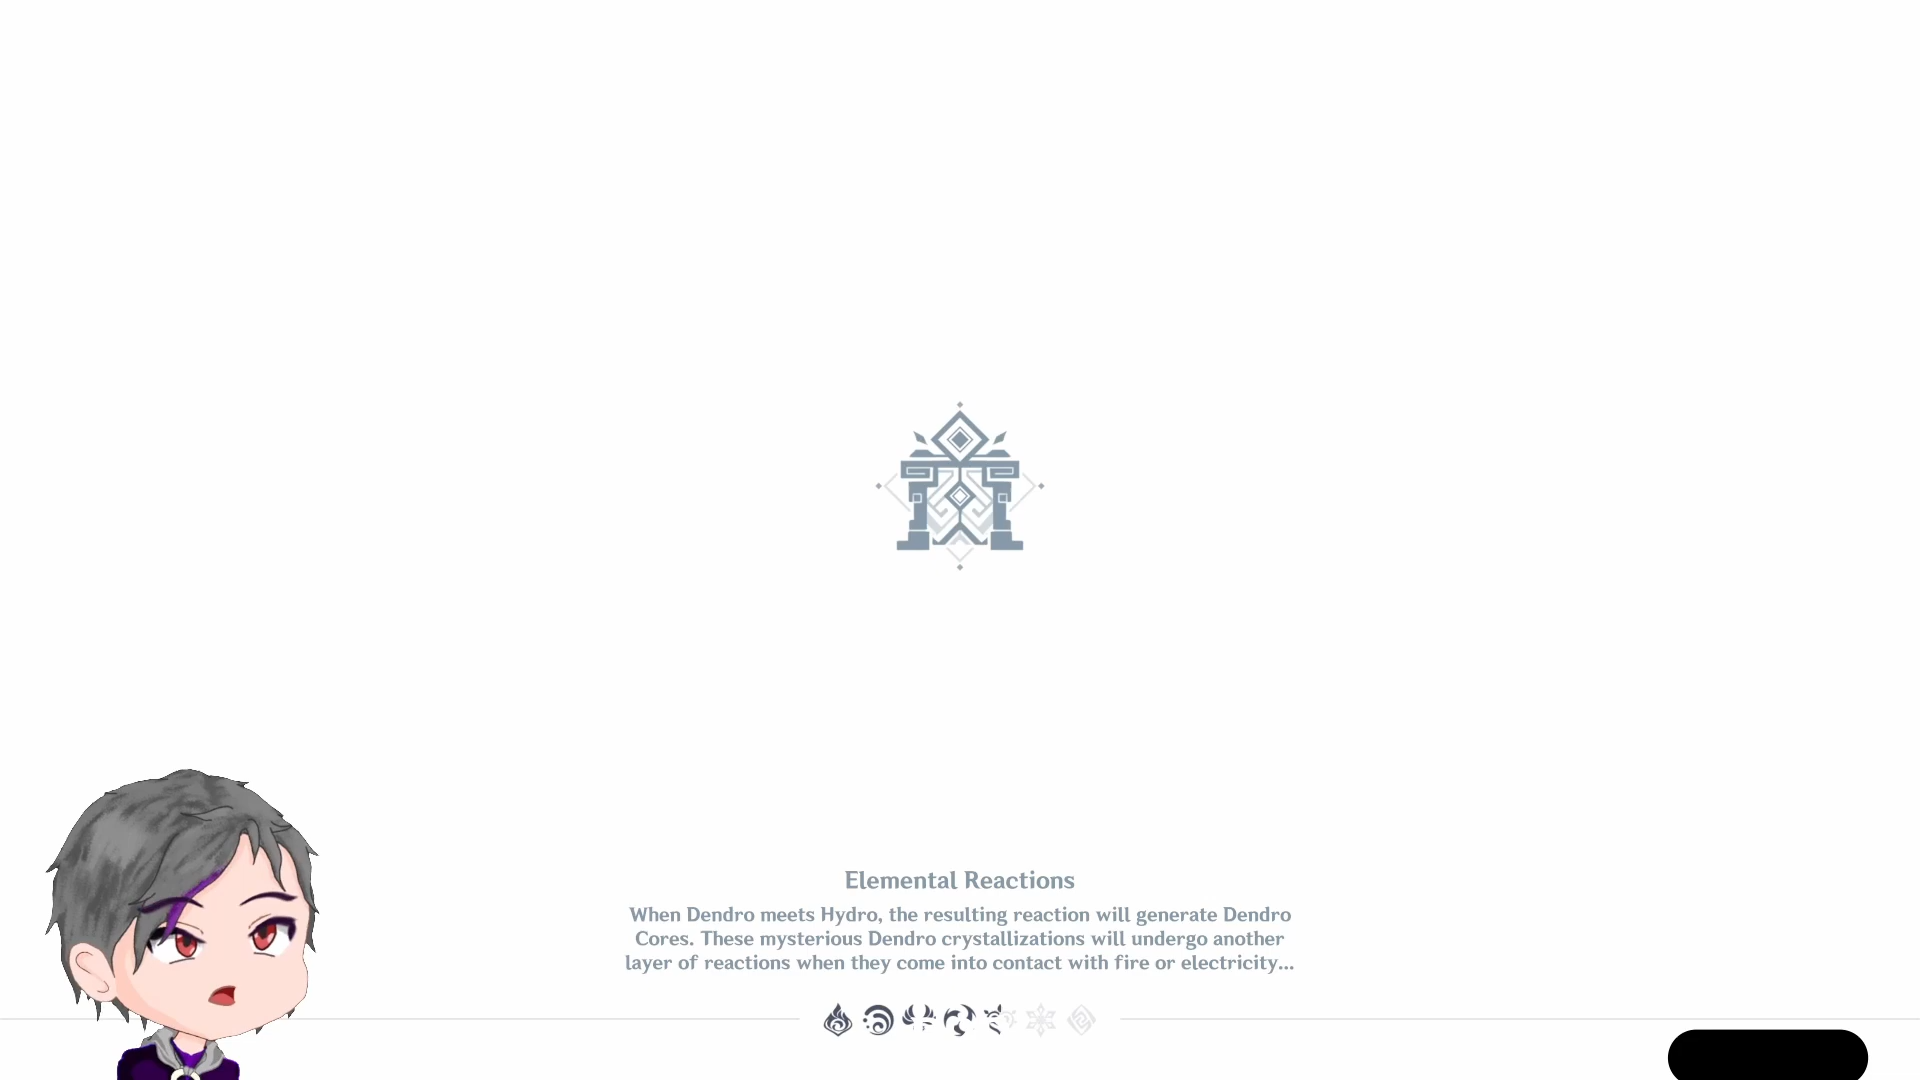 Elemental Reactions
When Dendro meets Hydro, the resulting reaction will generate Dendro
Cores. These mysterious Dendro crystallizations will undergo another
layer of reactions when they come into contact with fire or electricity...